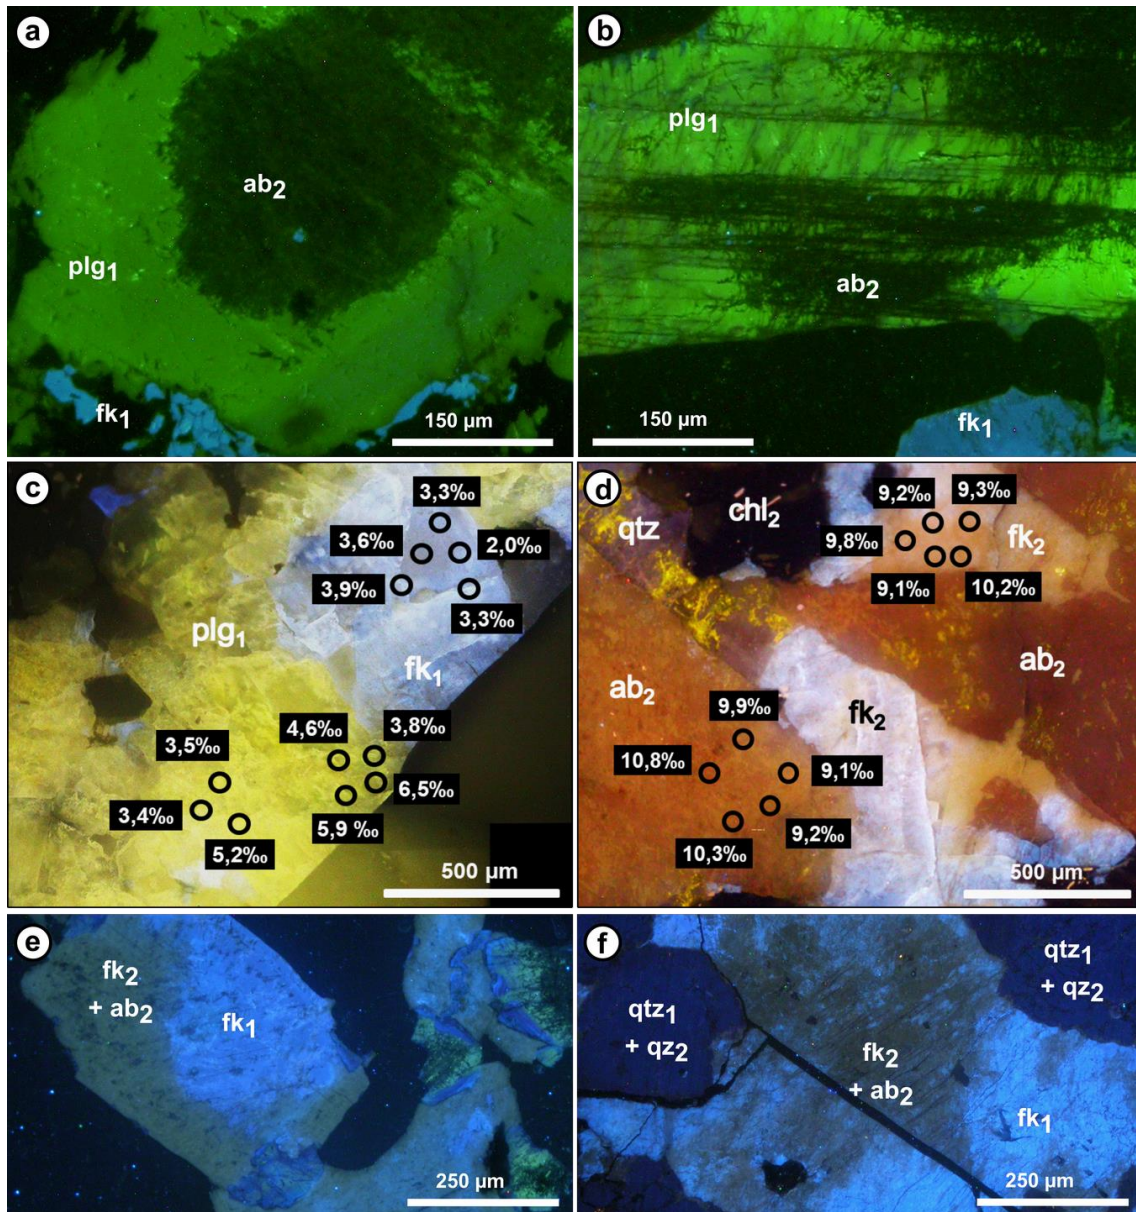 a
ab2
plg1
fk1
150 µm
b
plg1
ab2
fk1
150 µm
c
3,3‰
3,6‰
2,0‰
3,9‰
3,3‰
plg1
fk1
4,6‰
3,8‰
3,5‰
6,5‰
3,4‰
5,9 ‰
5,2‰
500 µm
d
qtz
chl2
9,2‰
9,3‰
9,8‰
fk2
9,1‰
10,2‰
ab2
ab2
fk2
9,9‰
10,8‰
9,1‰
9,2‰
10,3‰
500 µm
e
fk2
+ ab2
fk1
250 µm
f
qtz1
+ qz2
qtz1
+ qz2
fk2
+ ab2
fk1
250 µm